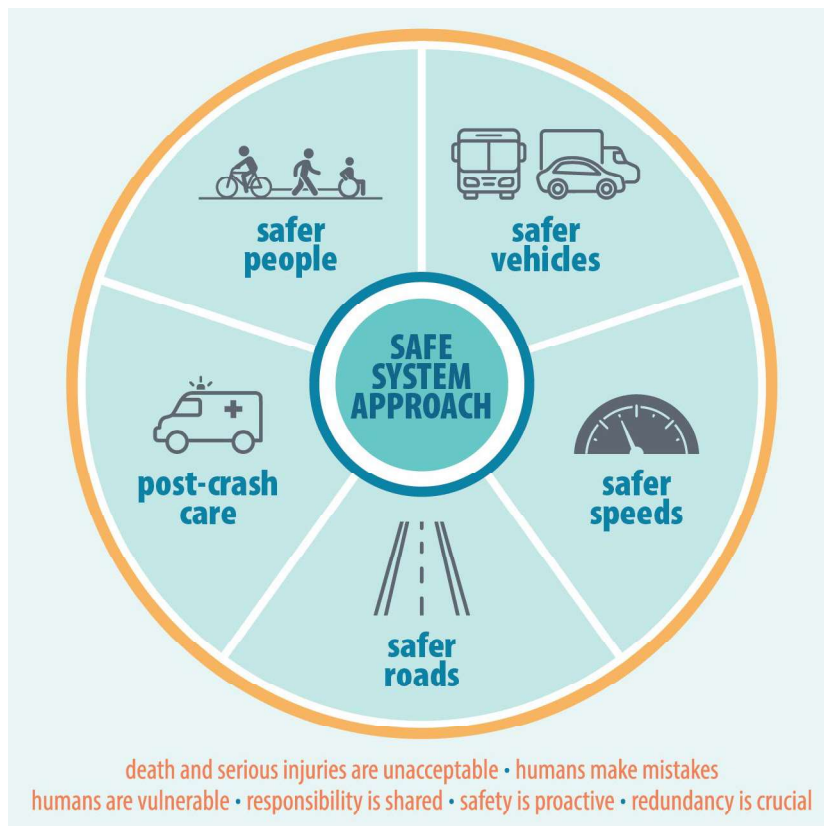 safer
people
safer
vehicles
SAFE
SYSTEM
APPROACH
post-crash
care
safer
speeds
safer
roads
death and serious injuries are unacceptable • humans make mistakes
humans are vulnerable • responsibility is shared • safety is proactive • redundancy is crucial